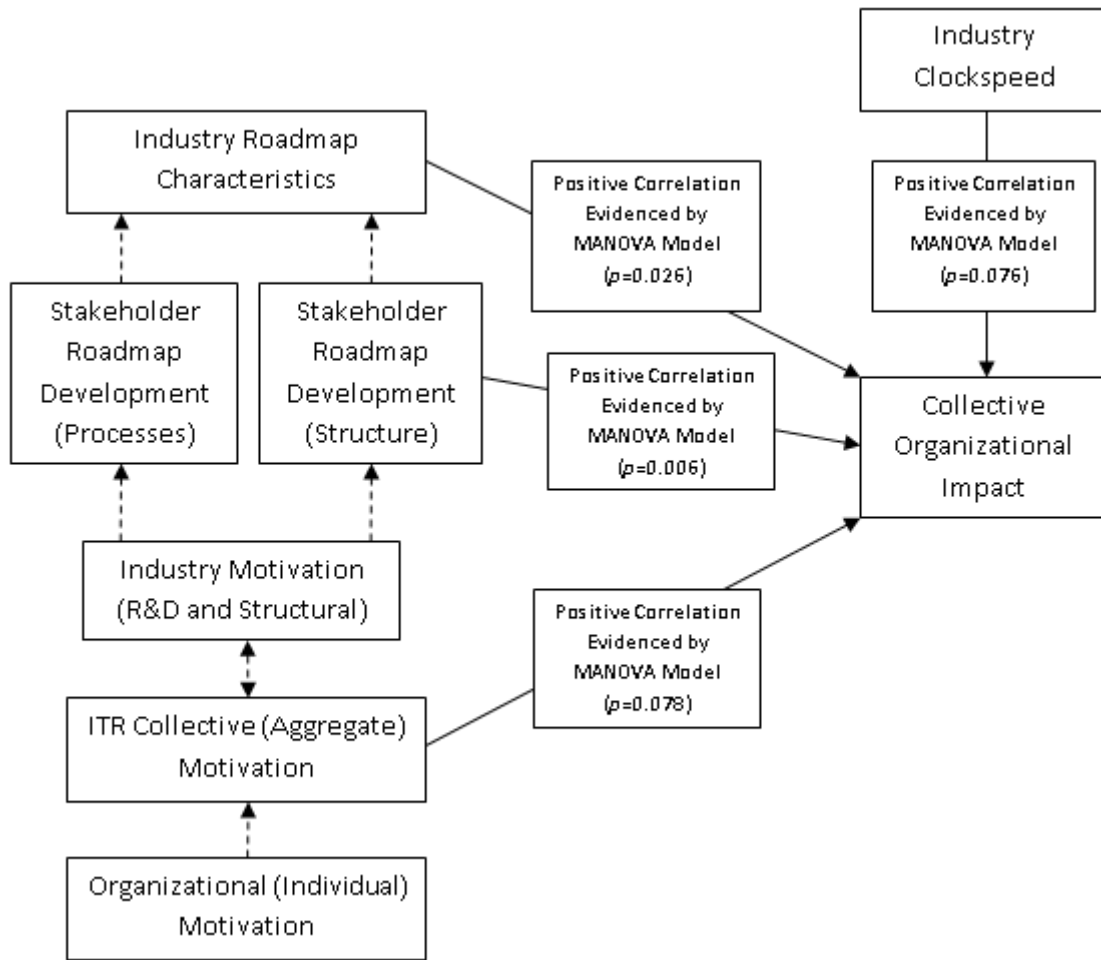 Industry
Clockspeed
Industry Roadmap
Characteristics
Positive Correlation
Evidenced by
MANOVA Model
(p=0.026)
Positive Correlation
Evidenced by
MANOVA Model
(p=0.076)
Stakeholder
Roadmap
Development
(Processes)
Stakeholder
Roadmap
Development
(Structure)
Positive Correlation
Evidenced by
MANOVA Model
(p=0.006)
Collective
Organizational
Impact
Industry Motivation
(R&D and Structural)
Positive Correlation
Evidenced by
MANOVA Model
(p=0.078)
ITR Collective (Aggregate)
Motivation
Organizational (Individual)
Motivation